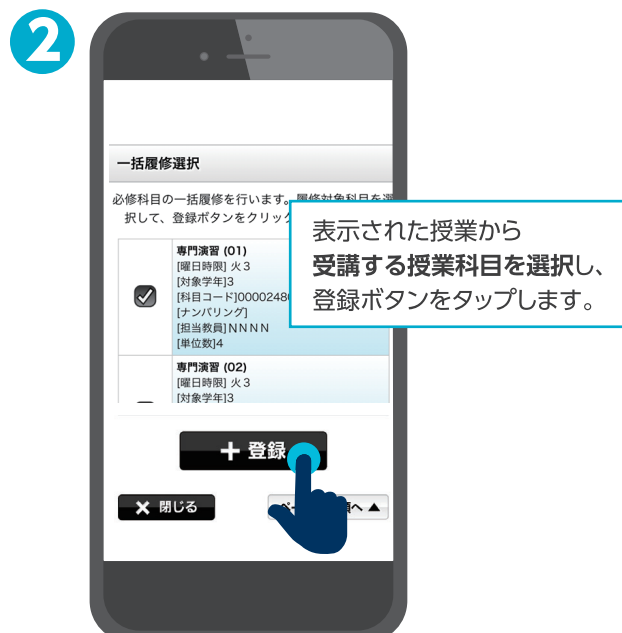 2
一括履修選択
必修科目の一括履修を行います。履修対象科目を選
択して、登録ボタンをクリック
表示された授業から
受講する授業科目を選択し、
登録ボタンをタップします。
専門演習 (01)
[曜日時限] 火３
[対象学年]3
[科目コード]00002480
[ナンバリング]
[担当教員]ＮＮＮＮ
[単位数]4
専門演習 (02)
[曜日時限] 火３
[対象学年]3
＋ 登録
✕ 閉じる
へ ▲